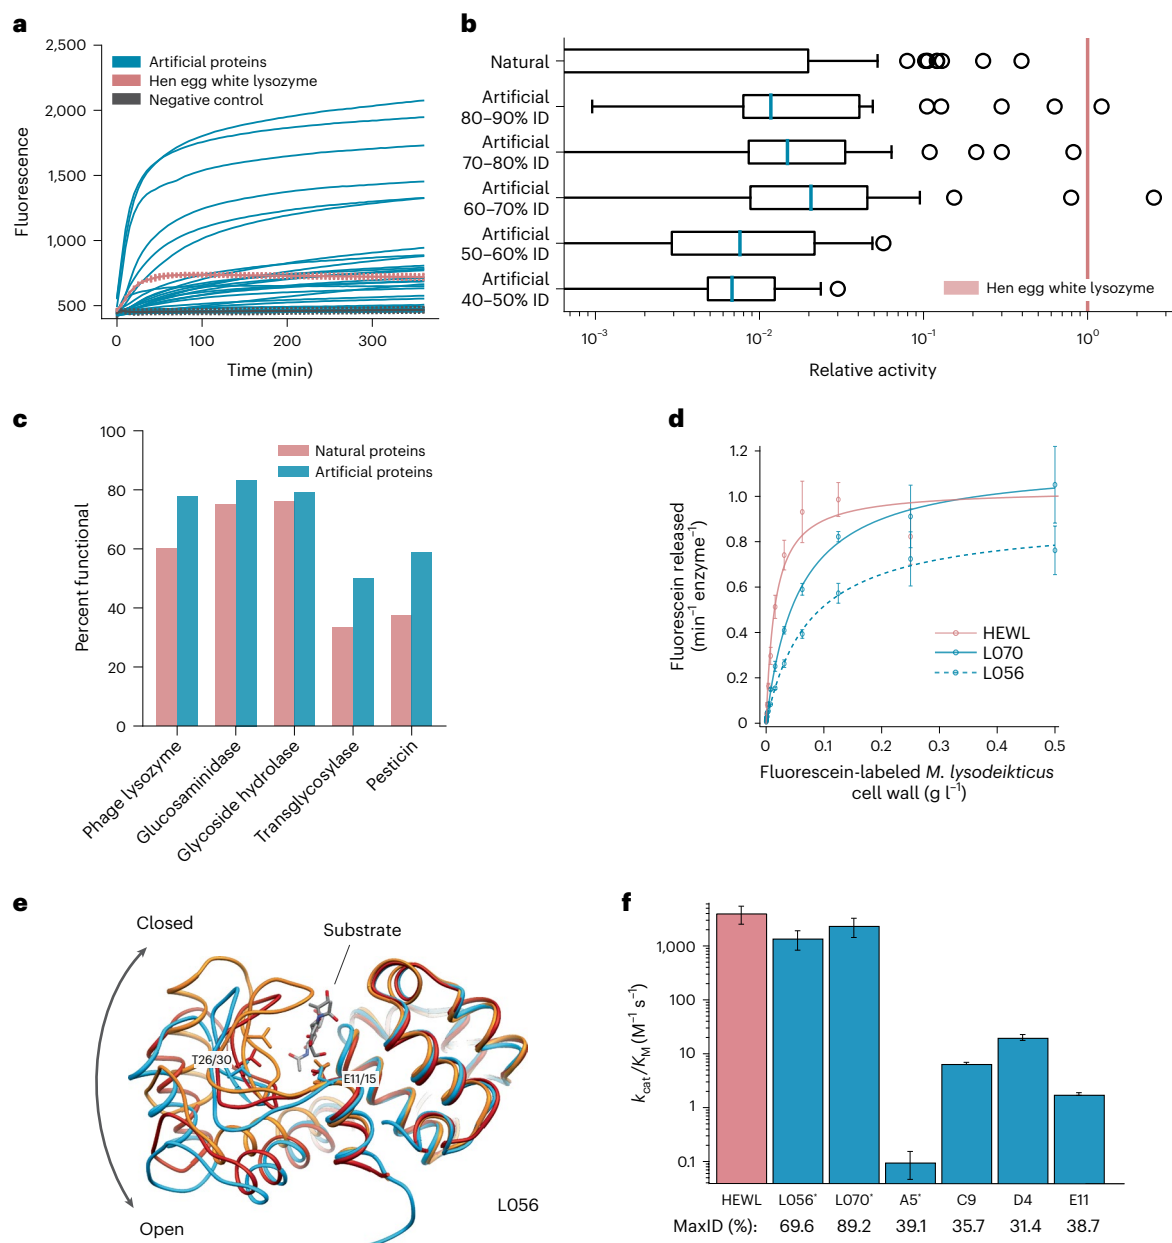 a
2,500
2,000
1,500
1,000
500
Fluorescence
Artificial proteins
Hen egg white lysozyme
Negative control
0
100
200
300
Time (min)
b
Natural
Artificial
80–90% ID
Artificial
70–80% ID
Artificial
60–70% ID
Artificial
50–60% ID
Artificial
40–50% ID
Hen egg white lysozyme
10⁻³
10⁻²
10⁻¹
10⁰
Relative activity
c
100
80
60
40
20
0
Percent functional
Natural proteins
Artificial proteins
Phage lysozyme
Glucosaminidase
Glycoside hydrolase
Transglycosylase
Pesticin
d
1.2
1.0
0.8
0.6
0.4
0.2
0
Fluorescein released
(min⁻¹ enzyme⁻¹)
HEWL
L070
L056
0
0.1
0.2
0.3
0.4
0.5
Fluorescein-labeled M. lysodeikticus
cell wall (g l⁻¹)
e
Closed
Substrate
T26/30
E11/15
Open
L056
f
1,000
100
10
1
0.1
kcat/KM (M⁻¹ s⁻¹)
HEWL L056* L070* A5* C9 D4 E11
MaxID (%): 69.6 89.2 39.1 35.7 31.4 38.7